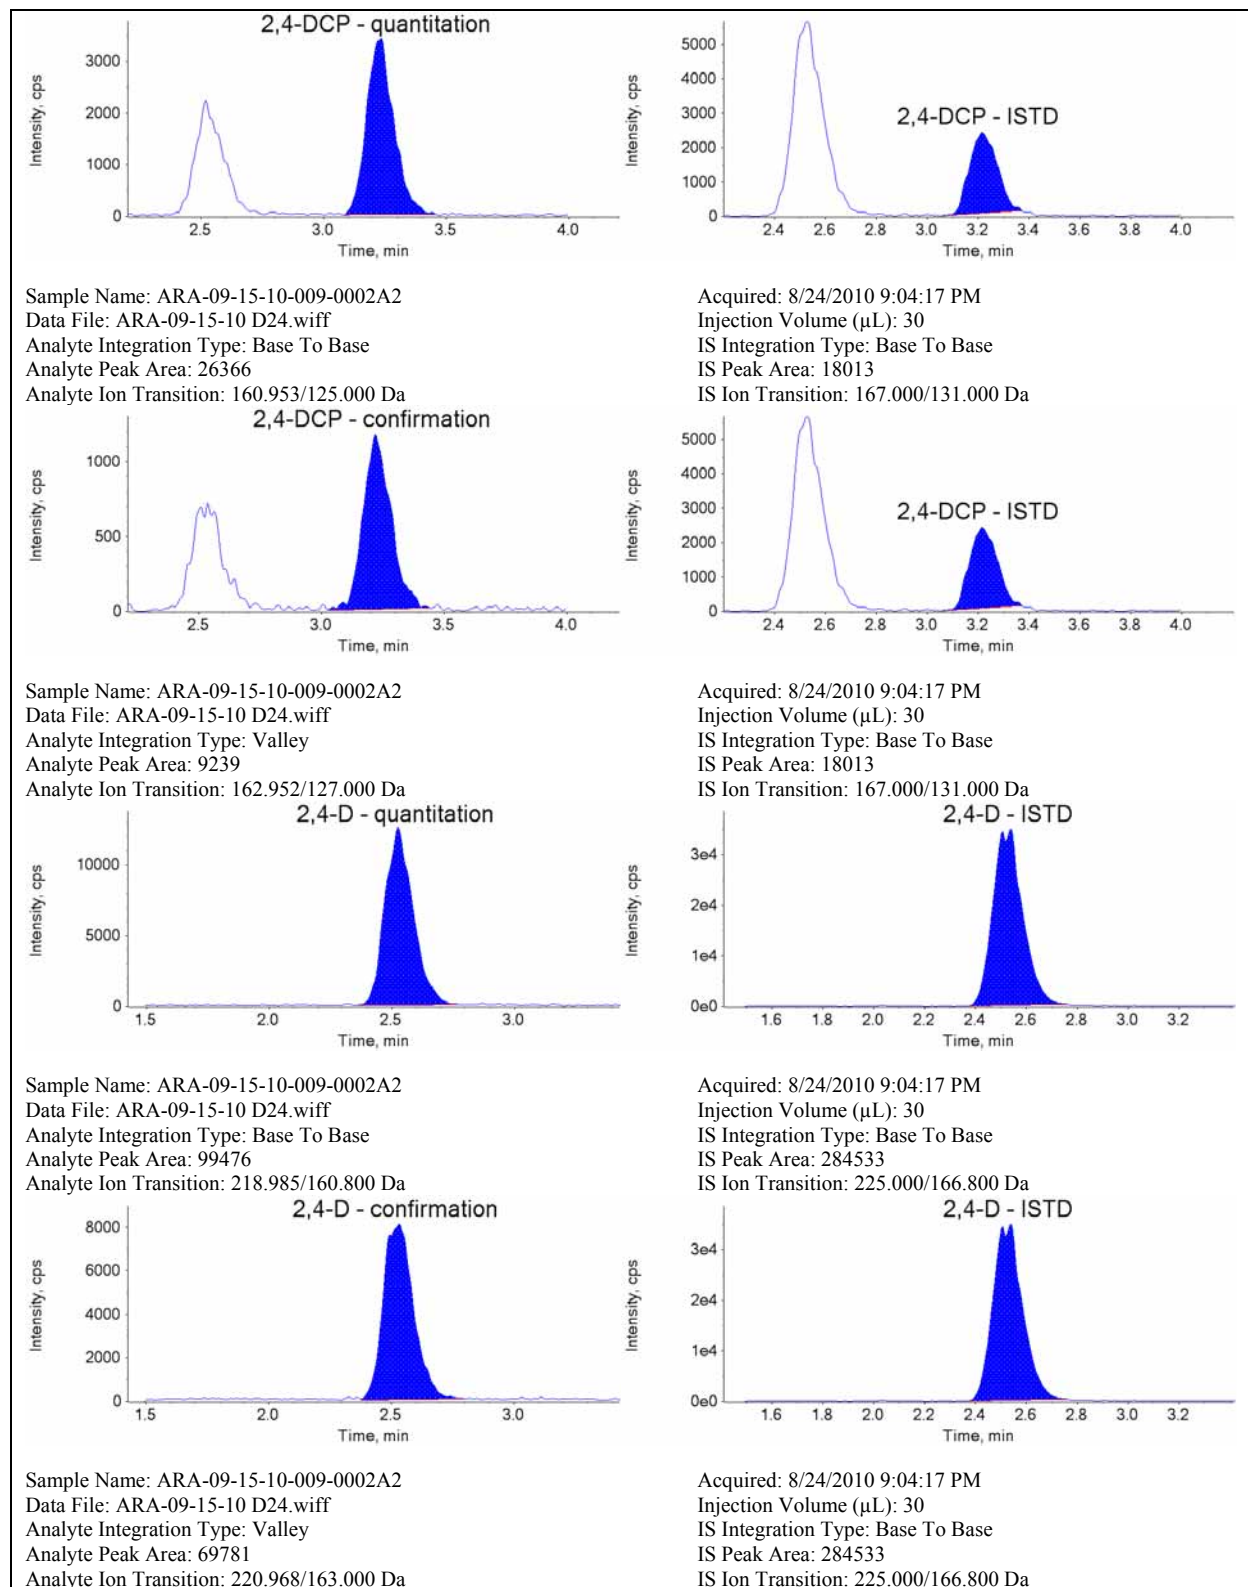 2,4-DCP - quantitation
3000
2000
1000
0
Intensity, cps
2.5 3.0 3.5 4.0
Time, min
2,4-DCP - ISTD
5000
4000
3000
2000
1000
0
Intensity, cps
2.4 2.6 2.8 3.0 3.2 3.4 3.6 3.8 4.0
Time, min
Sample Name: ARA-09-15-10-009-0002A2
Data File: ARA-09-15-10 D24.wiff
Analyte Integration Type: Base To Base
Analyte Peak Area: 26366
Analyte Ion Transition: 160.953/125.000 Da
Acquired: 8/24/2010 9:04:17 PM
Injection Volume (µL): 30
IS Integration Type: Base To Base
IS Peak Area: 18013
IS Ion Transition: 167.000/131.000 Da
2,4-DCP - confirmation
1000
500
0
Intensity, cps
2.5 3.0 3.5 4.0
Time, min
2,4-DCP - ISTD
5000
4000
3000
2000
1000
0
Intensity, cps
2.4 2.6 2.8 3.0 3.2 3.4 3.6 3.8 4.0
Time, min
Sample Name: ARA-09-15-10-009-0002A2
Data File: ARA-09-15-10 D24.wiff
Analyte Integration Type: Valley
Analyte Peak Area: 9239
Analyte Ion Transition: 162.952/127.000 Da
Acquired: 8/24/2010 9:04:17 PM
Injection Volume (µL): 30
IS Integration Type: Base To Base
IS Peak Area: 18013
IS Ion Transition: 167.000/131.000 Da
2,4-D - quantitation
10000
5000
0
Intensity, cps
1.5 2.0 2.5 3.0
Time, min
2,4-D - ISTD
3e4
2e4
1e4
0e0
Intensity, cps
1.6 1.8 2.0 2.2 2.4 2.6 2.8 3.0 3.2
Time, min
Sample Name: ARA-09-15-10-009-0002A2
Data File: ARA-09-15-10 D24.wiff
Analyte Integration Type: Base To Base
Analyte Peak Area: 99476
Analyte Ion Transition: 218.985/160.800 Da
Acquired: 8/24/2010 9:04:17 PM
Injection Volume (µL): 30
IS Integration Type: Base To Base
IS Peak Area: 284533
IS Ion Transition: 225.000/166.800 Da
2,4-D - confirmation
8000
6000
4000
2000
0
Intensity, cps
1.5 2.0 2.5 3.0
Time, min
2,4-D - ISTD
3e4
2e4
1e4
0e0
Intensity, cps
1.6 1.8 2.0 2.2 2.4 2.6 2.8 3.0 3.2
Time, min
Sample Name: ARA-09-15-10-009-0002A2
Data File: ARA-09-15-10 D24.wiff
Analyte Integration Type: Valley
Analyte Peak Area: 69781
Analyte Ion Transition: 220.968/163.000 Da
Acquired: 8/24/2010 9:04:17 PM
Injection Volume (µL): 30
IS Integration Type: Base To Base
IS Peak Area: 284533
IS Ion Transition: 225.000/166.800 Da